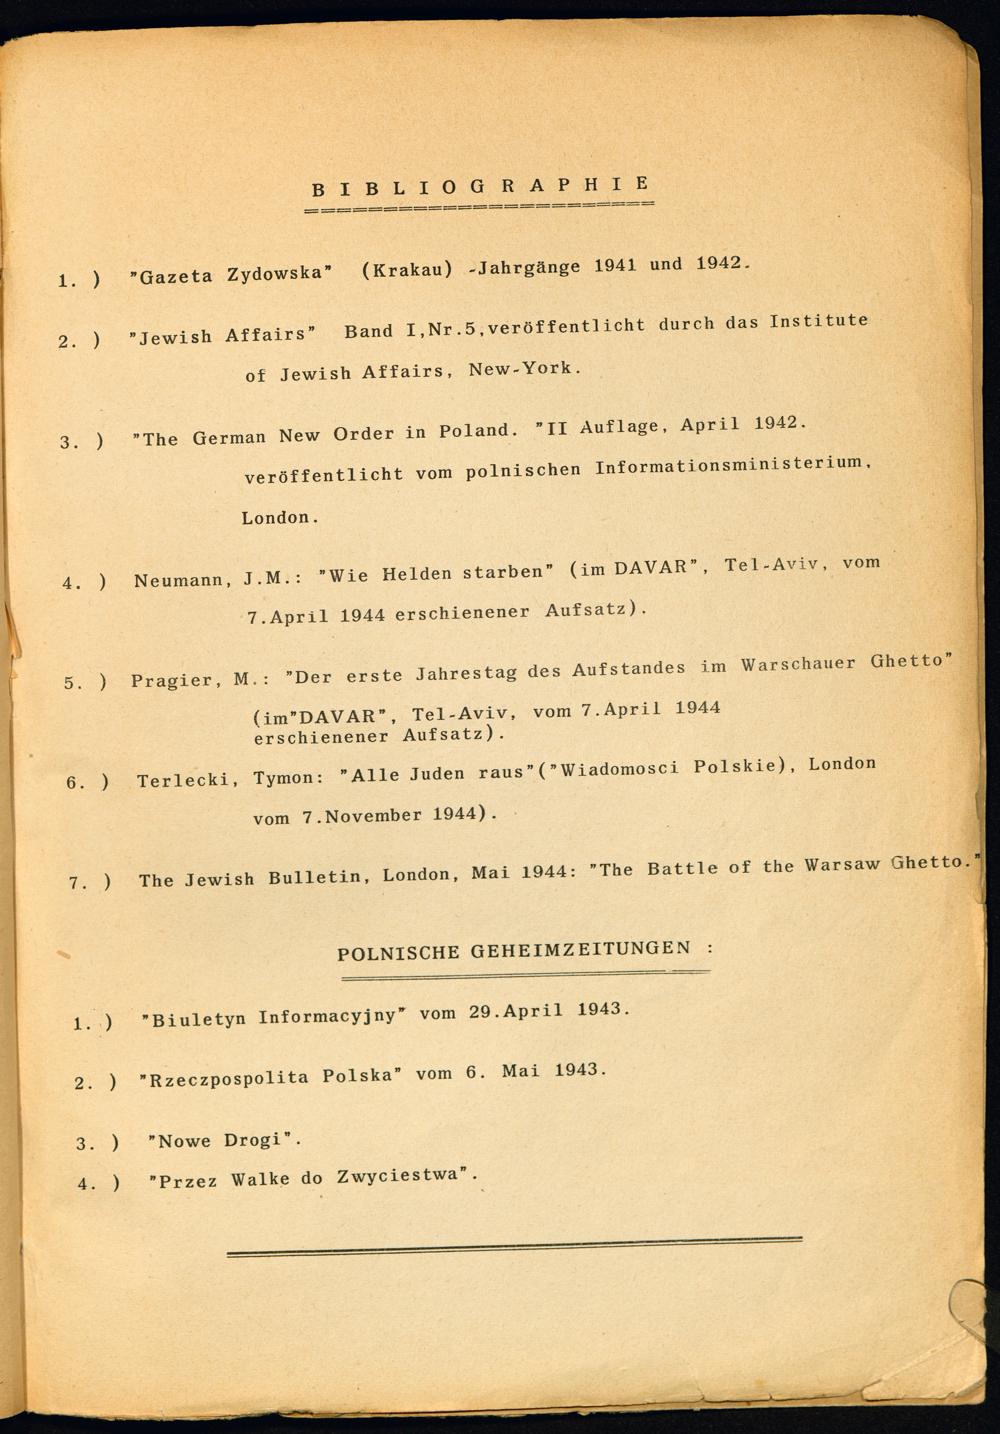 BIBLIOGRAPHIE
1. ) "Gazeta Zydowska" (Krakau) -Jahrgänge 1941 und 1942.
2. ) "Jewish Affairs" Band I,Nr.5,veröffentlicht durch das Institute
of Jewish Affairs, New-York.
3. ) "The German New Order in Poland. "II Auflage, April 1942.
veröffentlicht vom polnischen Informationsministerium,
London.
4. ) Neumann, J.M.: "Wie Helden starben" (im DAVAR", Tel-Aviv, vom
7.April 1944 erschienener Aufsatz).
5. ) Pragier, M.: "Der erste Jahrestag des Aufstandes im Warschauer Ghetto"
(im"DAVAR", Tel-Aviv, vom 7.April 1944
erschienener Aufsatz).
6. ) Terlecki, Tymon: "Alle Juden raus"("Wiadomosci Polskie), London
vom 7.November 1944).
7. ) The Jewish Bulletin, London, Mai 1944: "The Battle of the Warsaw Ghetto."
POLNISCHE GEHEIMZEITUNGEN :
1. ) "Biuletyn Informacyjny" vom 29.April 1943.
2. ) "Rzeczpospolita Polska" vom 6. Mai 1943.
3. ) "Nowe Drogi".
4. ) "Przez Walke do Zwyciestwa".